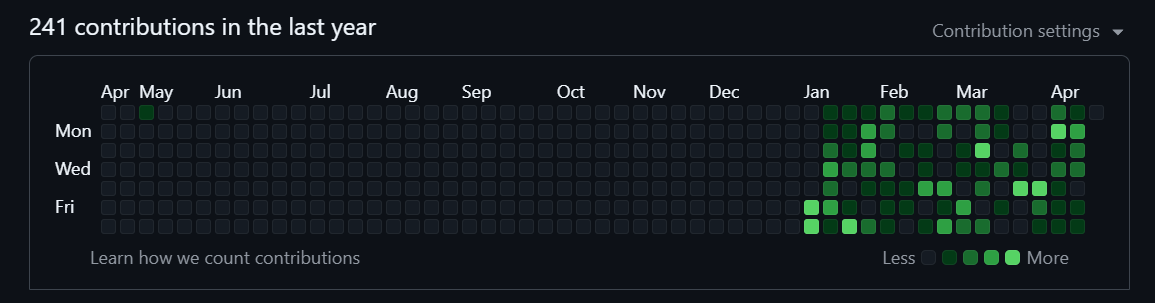 241 contributions in the last year
Contribution settings
Apr May Jun Jul Aug Sep Oct Nov Dec Jan Feb Mar Apr
Mon
Wed
Fri
Learn how we count contributions
Less More